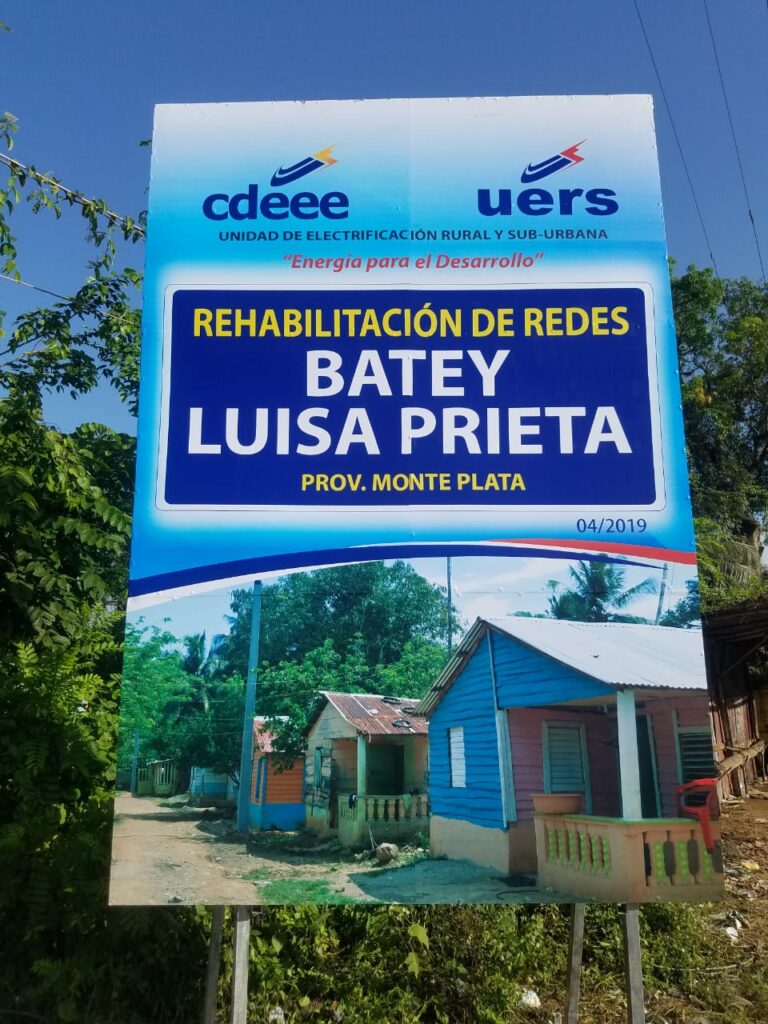 cdeee uers
UNIDAD DE ELECTRIFICACIÓN RURAL Y SUB-URBANA
"Energía para el Desarrollo"
REHABILITACIÓN DE REDES
BATEY
LUISA PRIETA
PROV. MONTE PLATA
04/2019